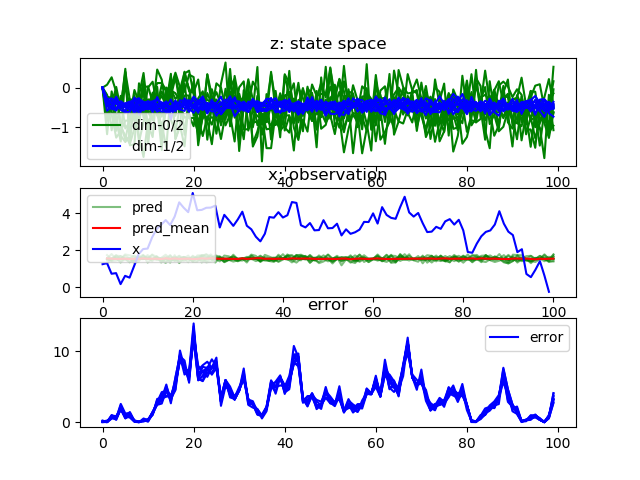 z: state space
0
−1
dim-0/2
dim-1/2
0 20 40 60 80 100
x: observation
4
2
0
pred
pred_mean
x
0 20 40 60 80 100
error
10
0
error
0 20 40 60 80 100